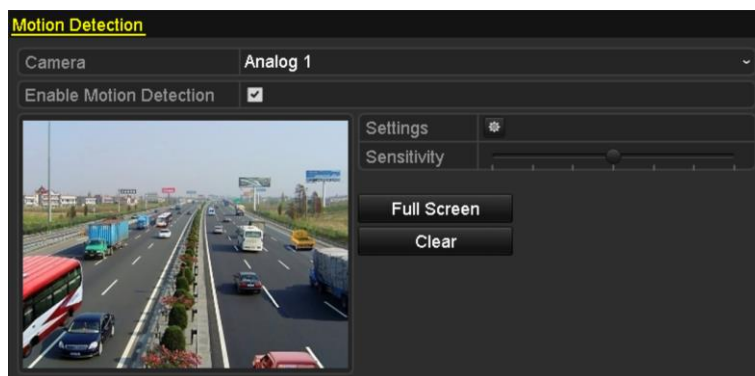 Motion Detection
Camera
Analog 1
Enable Motion Detection
Settings
Sensitivity
Full Screen
Clear